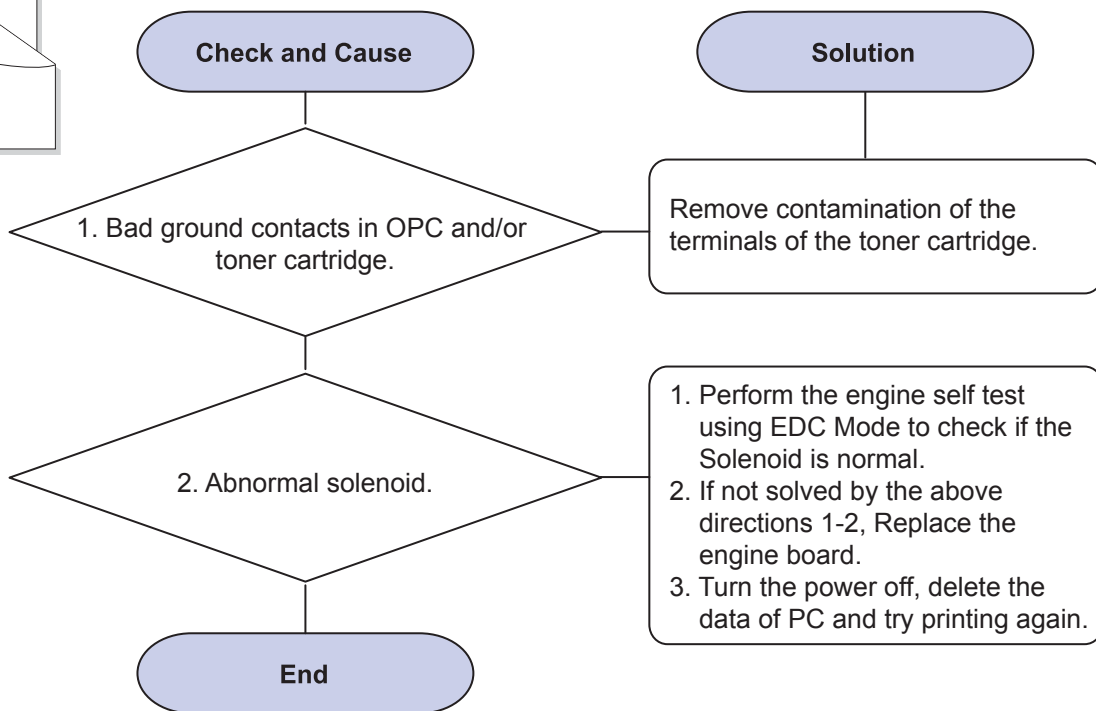 Check and Cause
Solution
1. Bad ground contacts in OPC and/or
toner cartridge.
Remove contamination of the
terminals of the toner cartridge.
2. Abnormal solenoid.
1. Perform the engine self test
using EDC Mode to check if the
Solenoid is normal.
2. If not solved by the above
directions 1-2, Replace the
engine board.
3. Turn the power off, delete the
data of PC and try printing again.
End